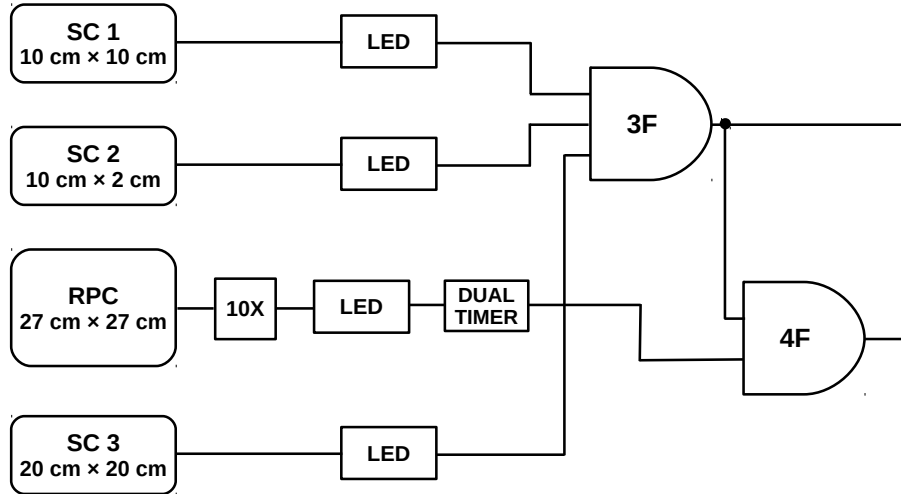 SC 1
10 cm × 10 cm
LED
3F
SC 2
10 cm × 2 cm
LED
RPC
27 cm × 27 cm
10X
LED
DUAL
TIMER
4F
SC 3
20 cm × 20 cm
LED